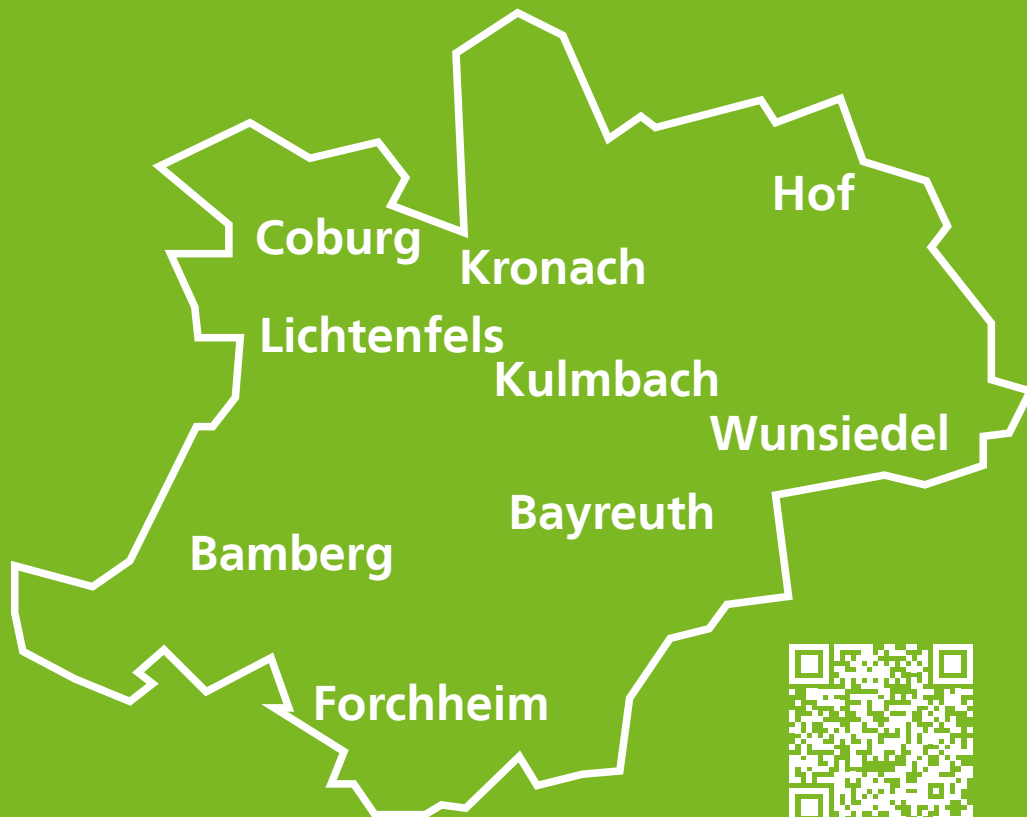 Hof
Coburg
Kronach
Lichtenfels
Kulmbach
Wunsiedel
Bayreuth
Bamberg
Forchheim